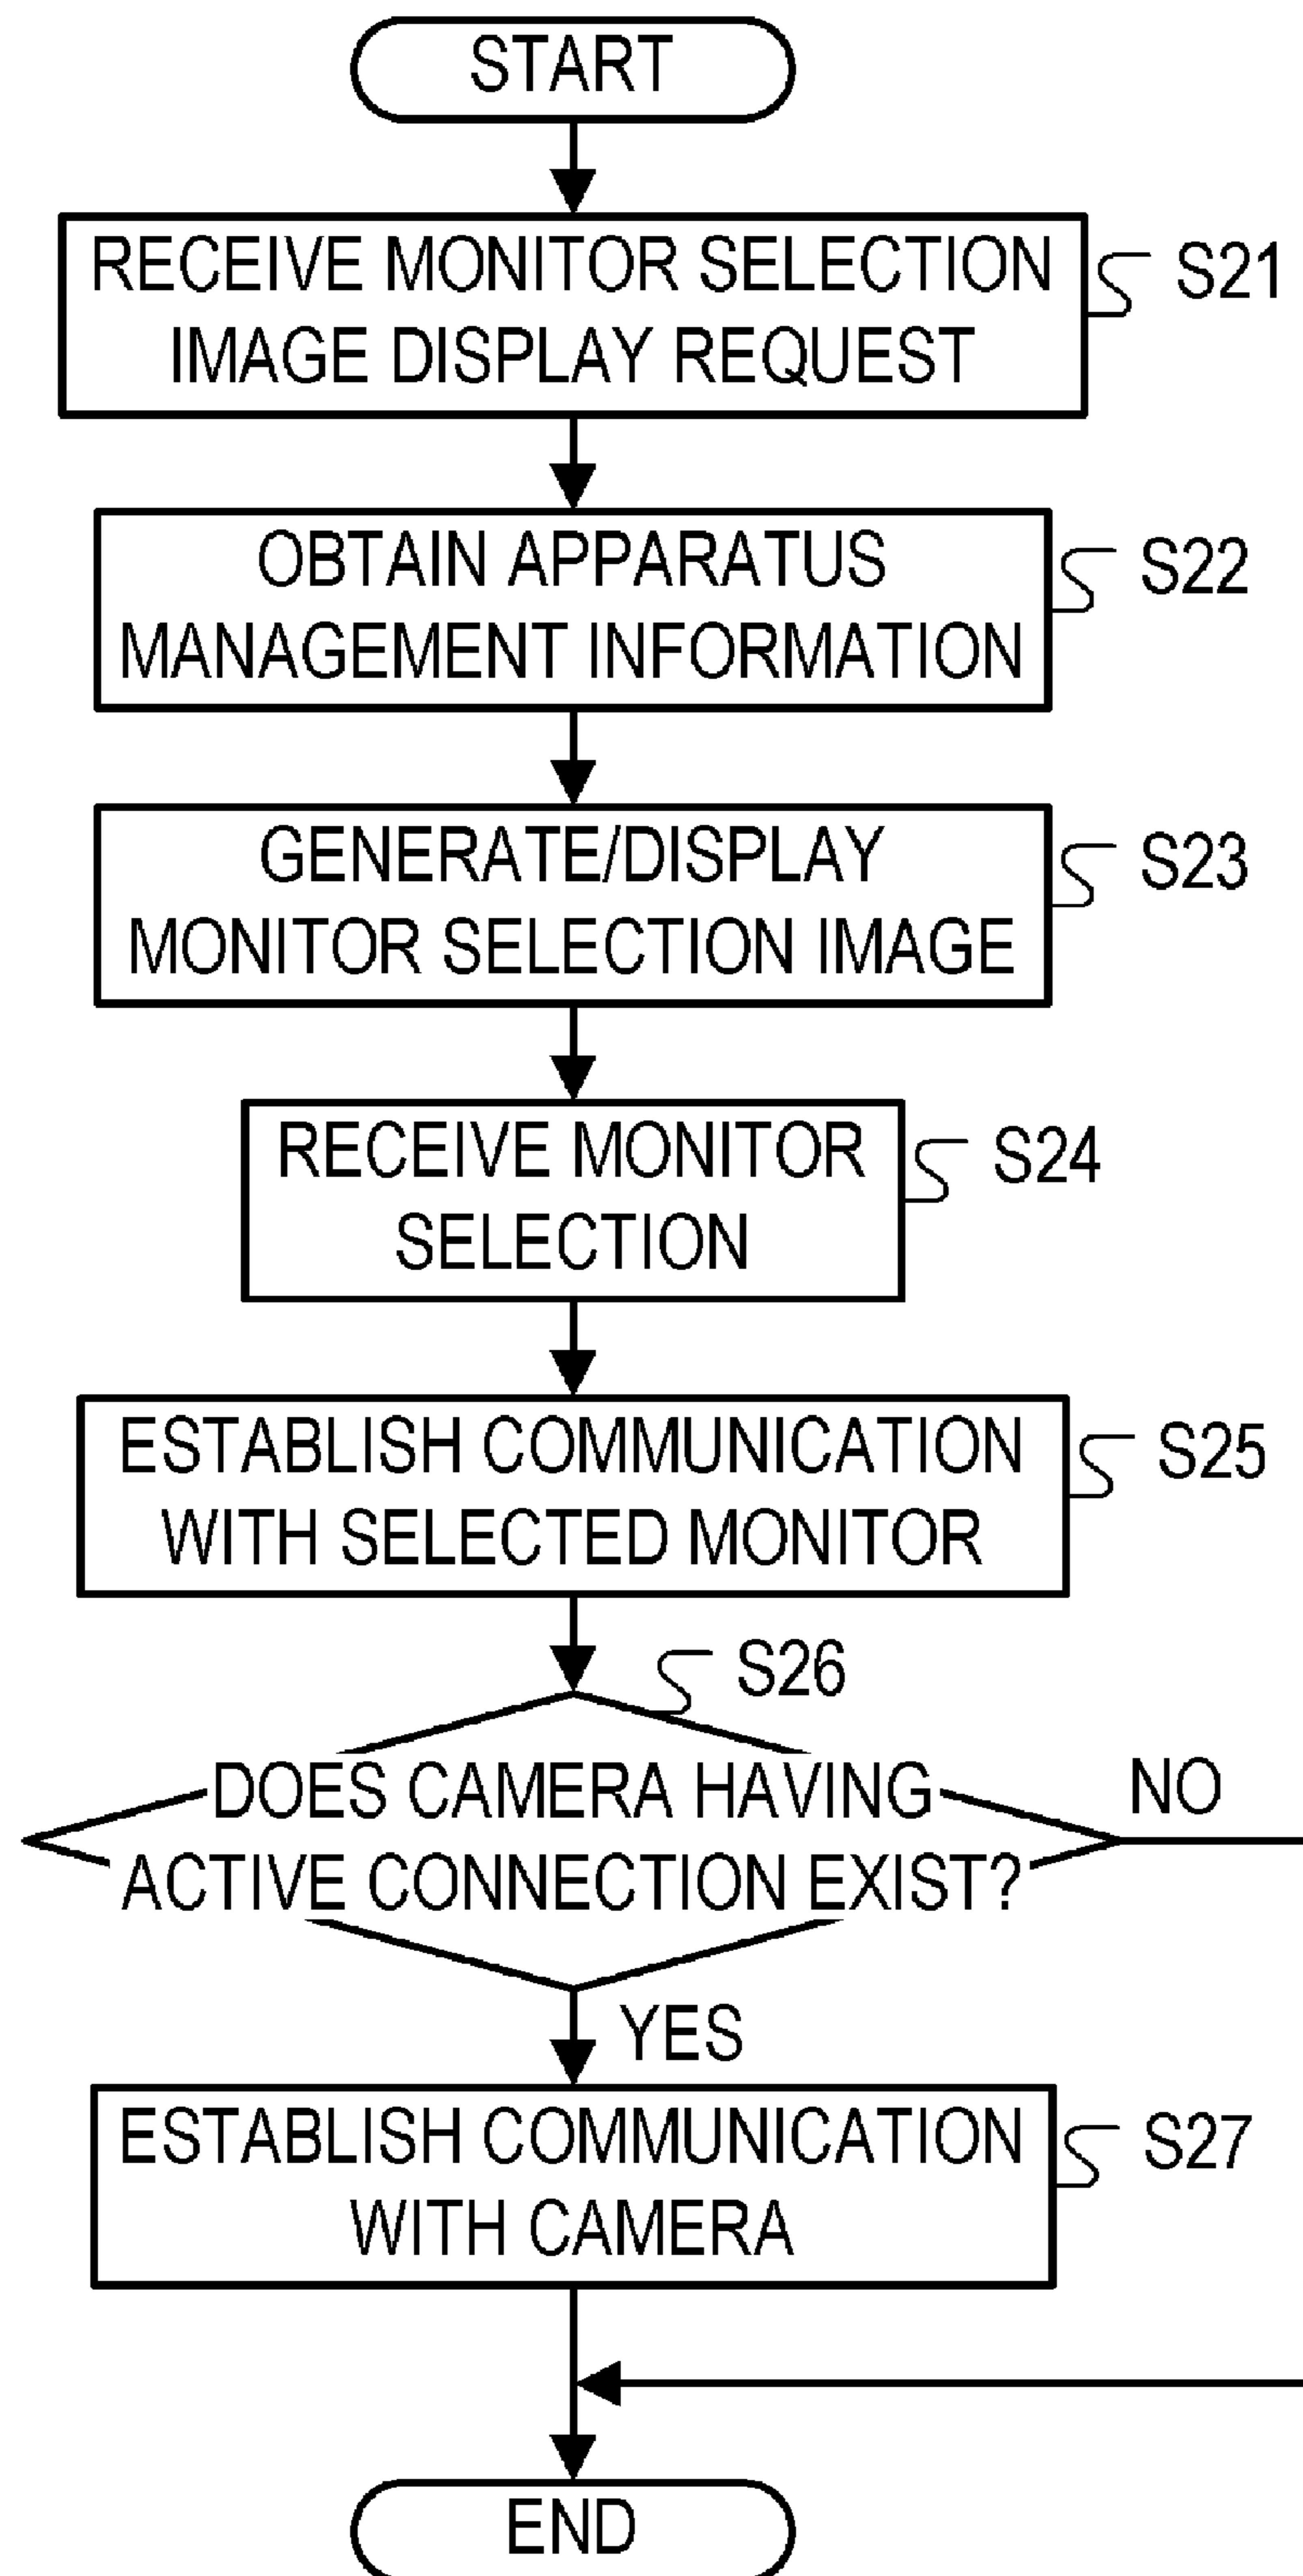 START
RECEIVE MONITOR SELECTION
IMAGE DISPLAY REQUEST
S21
OBTAIN APPARATUS
MANAGEMENT INFORMATION
S22
GENERATE/DISPLAY
MONITOR SELECTION IMAGE
S23
RECEIVE MONITOR
SELECTION
S24
ESTABLISH COMMUNICATION
WITH SELECTED MONITOR
S25
S26
DOES CAMERA HAVING
ACTIVE CONNECTION EXIST?
NO
YES
ESTABLISH COMMUNICATION
WITH CAMERA
S27
END